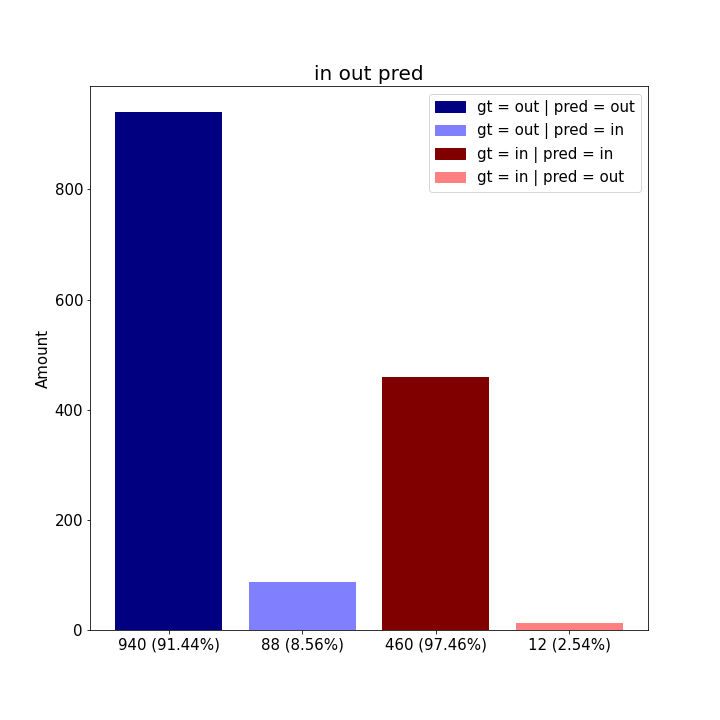 in out pred
gt = out | pred = out
gt = out | pred = in
gt = in | pred = in
gt = in | pred = out
800
600
400
200
0
Amount
940 (91.44%)
88 (8.56%)
460 (97.46%)
12 (2.54%)